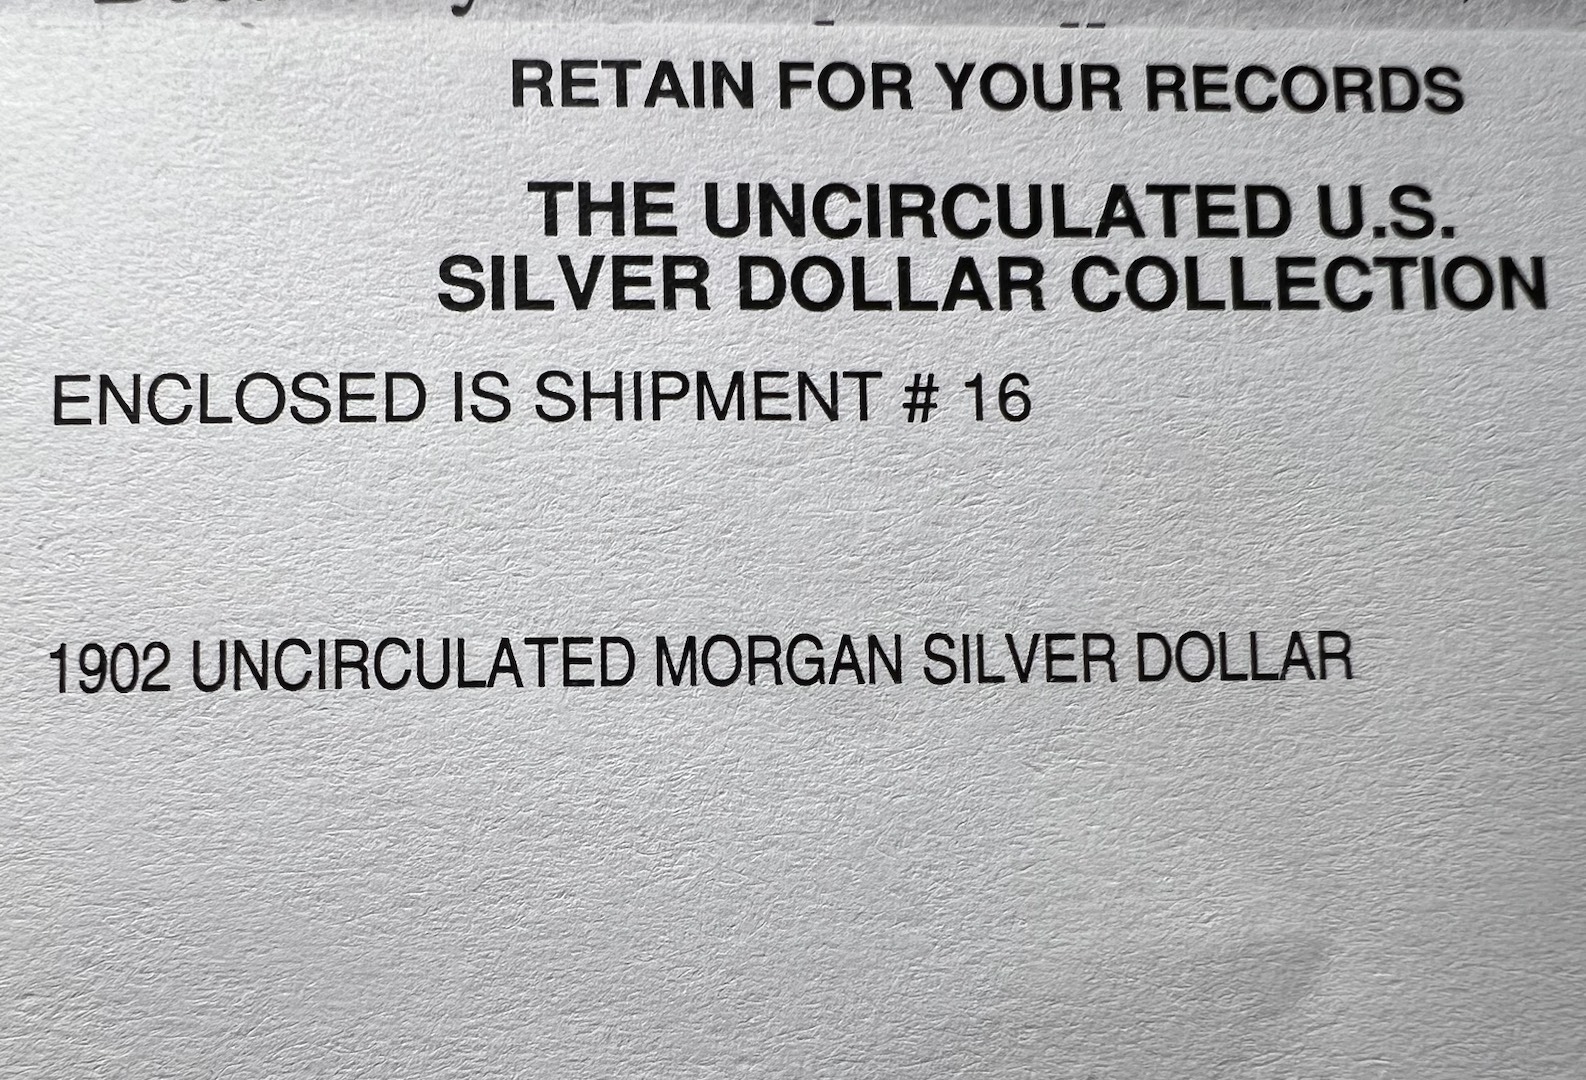 RETAIN FOR YOUR RECORDS
THE UNCIRCULATED U.S.
SILVER DOLLAR COLLECTION
ENCLOSED IS SHIPMENT # 16
1902 UNCIRCULATED MORGAN SILVER DOLLAR